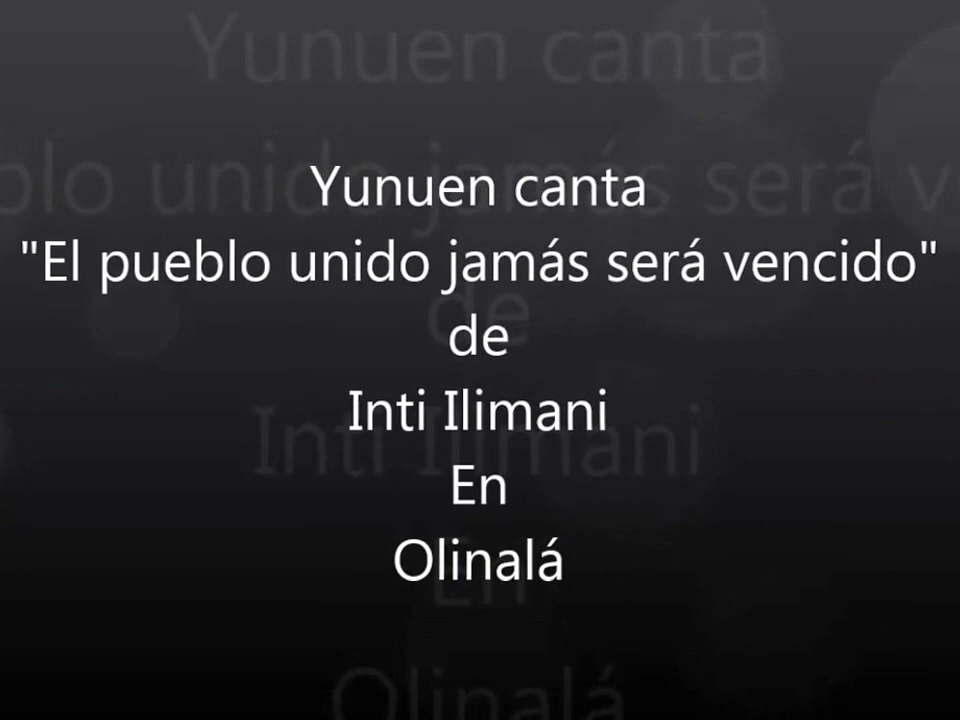 Yunuen canta
"El pueblo unido jamás será vencido"
de
Inti Ilimani
En
Olinalá